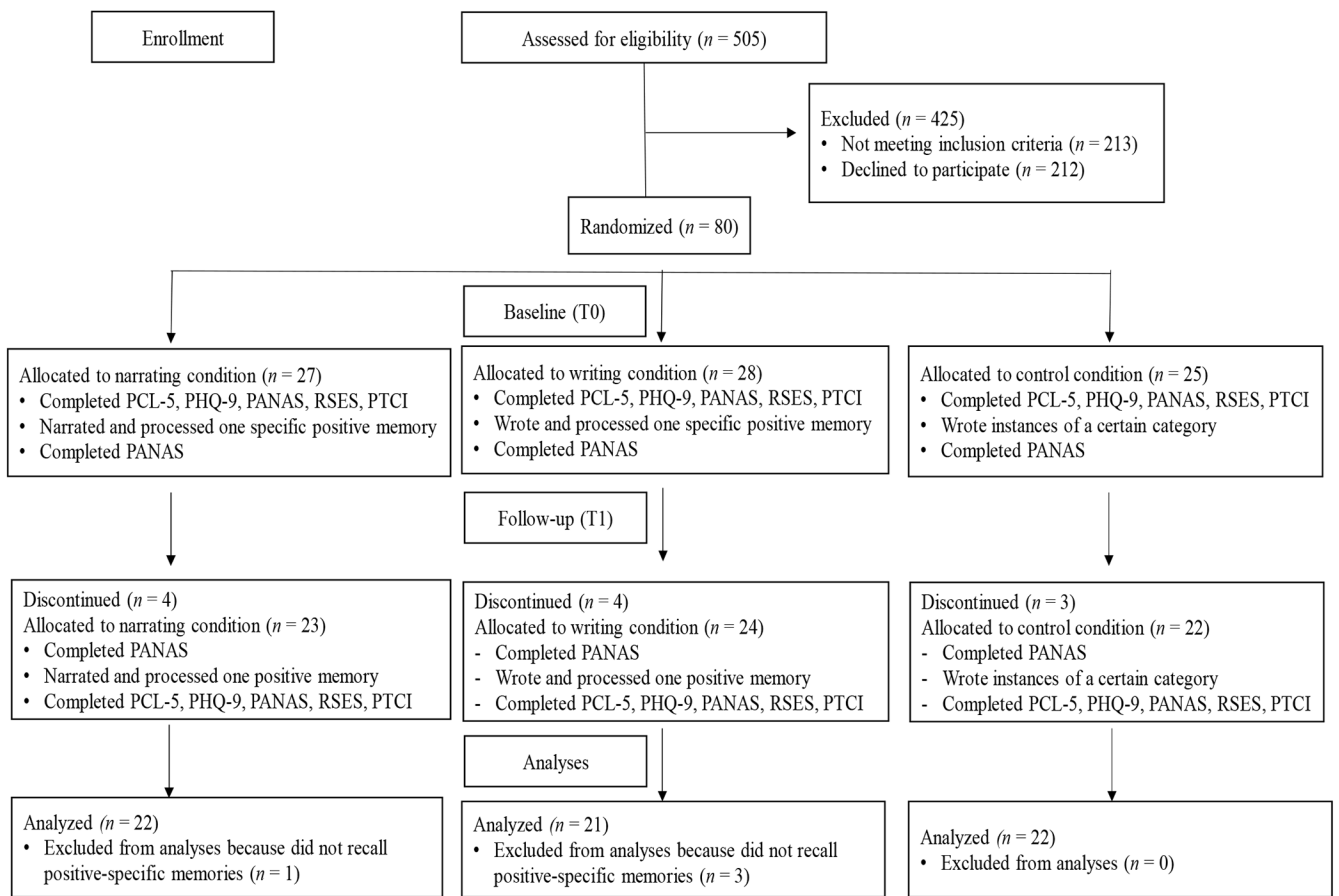 Enrollment
Assessed for eligibility (n = 505)
Excluded (n = 425)
• Not meeting inclusion criteria (n = 213)
• Declined to participate (n = 212)
Randomized (n = 80)
Baseline (T0)
Allocated to narrating condition (n = 27)
• Completed PCL-5, PHQ-9, PANAS, RSES, PTCI
• Narrated and processed one specific positive memory
• Completed PANAS
Allocated to writing condition (n = 28)
• Completed PCL-5, PHQ-9, PANAS, RSES, PTCI
• Wrote and processed one specific positive memory
• Completed PANAS
Allocated to control condition (n = 25)
• Completed PCL-5, PHQ-9, PANAS, RSES, PTCI
• Wrote instances of a certain category
• Completed PANAS
Follow-up (T1)
Discontinued (n = 4)
Allocated to narrating condition (n = 23)
• Completed PANAS
• Narrated and processed one positive memory
• Completed PCL-5, PHQ-9, PANAS, RSES, PTCI
Discontinued (n = 4)
Allocated to writing condition (n = 24)
- Completed PANAS
- Wrote and processed one positive memory
- Completed PCL-5, PHQ-9, PANAS, RSES, PTCI
Discontinued (n = 3)
Allocated to control condition (n = 22)
- Completed PANAS
- Wrote instances of a certain category
- Completed PCL-5, PHQ-9, PANAS, RSES, PTCI
Analyses
Analyzed (n = 22)
• Excluded from analyses because did not recall
positive-specific memories (n = 1)
Analyzed (n = 21)
• Excluded from analyses because did not recall
positive-specific memories (n = 3)
Analyzed (n = 22)
• Excluded from analyses (n = 0)